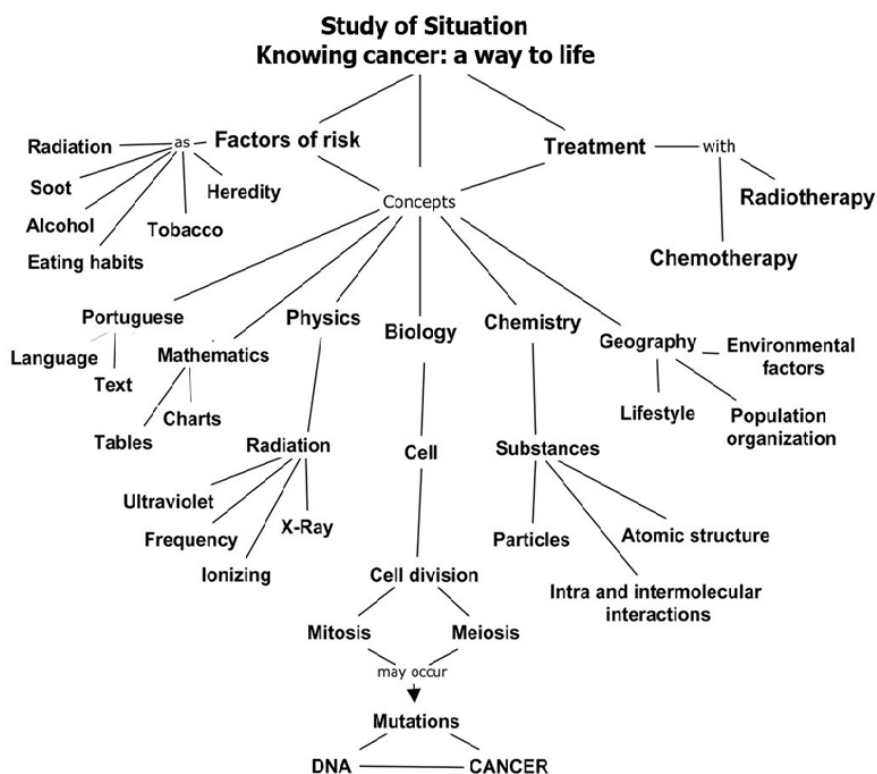 Study of Situation
Knowing cancer: a way to life
Factors of risk
as
Radiation
Soot
Alcohol
Eating habits
Tobacco
Heredity
Treatment
with
Radiotherapy
Chemotherapy
Concepts
Portuguese
Language
Text
Mathematics
Tables
Charts
Physics
Radiation
Ultraviolet
Frequency
Ionizing
X-Ray
Biology
Cell
Cell division
Mitosis
Meiosis
may occur
Mutations
DNA
CANCER
Chemistry
Substances
Particles
Atomic structure
Intra and intermolecular
interactions
Geography
Environmental
factors
Lifestyle
Population
organization